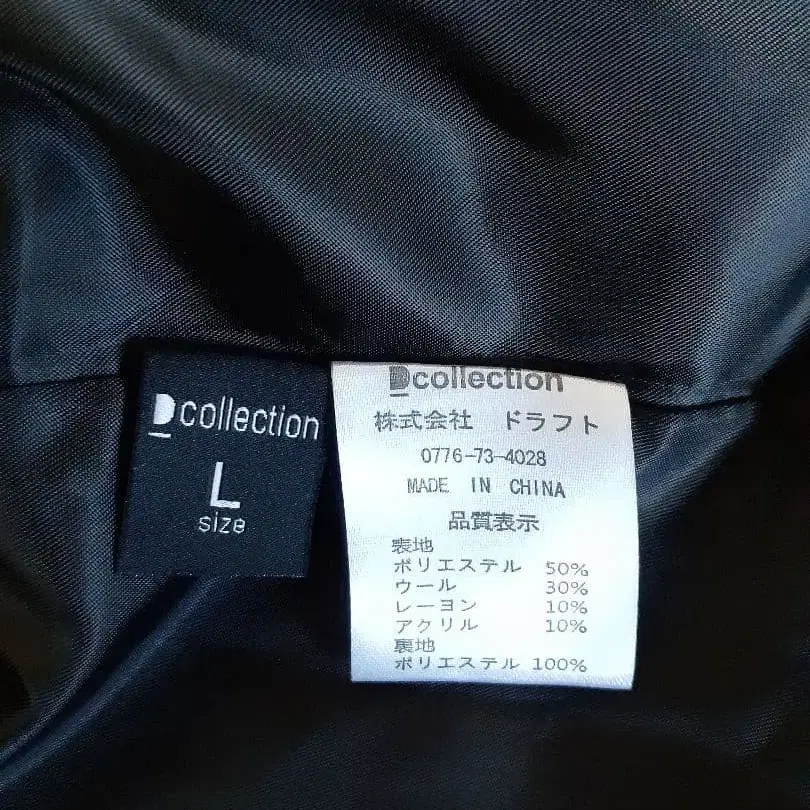 Dcollection
L
size
Dcollection
株式会社 ドラフト
0776-73-4028
MADE IN CHINA
品質表示
表地
ポリエステル 50%
ウール 30%
レーヨン 10%
アクリル 10%
裏地
ポリエステル 100%